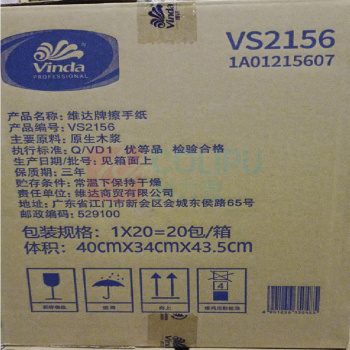 Vinda
PROFESSIONAL
VS2156
1A01215607
产品名称：维达牌擦手纸
产品编号：VS2156
主要原料：原生木浆
执行标准：Q/VD1 优等品 检验合格
生产日期/批号：见箱面上
保质期：三年
贮存条件：常温下保持干燥
责任单位：维达商贸有限公司
地址：广东省江门市新会区会城东侯路65号
邮政编码：529100
包装规格：1X20=20包/箱
体积：40cmX34cmX43.5cm
4